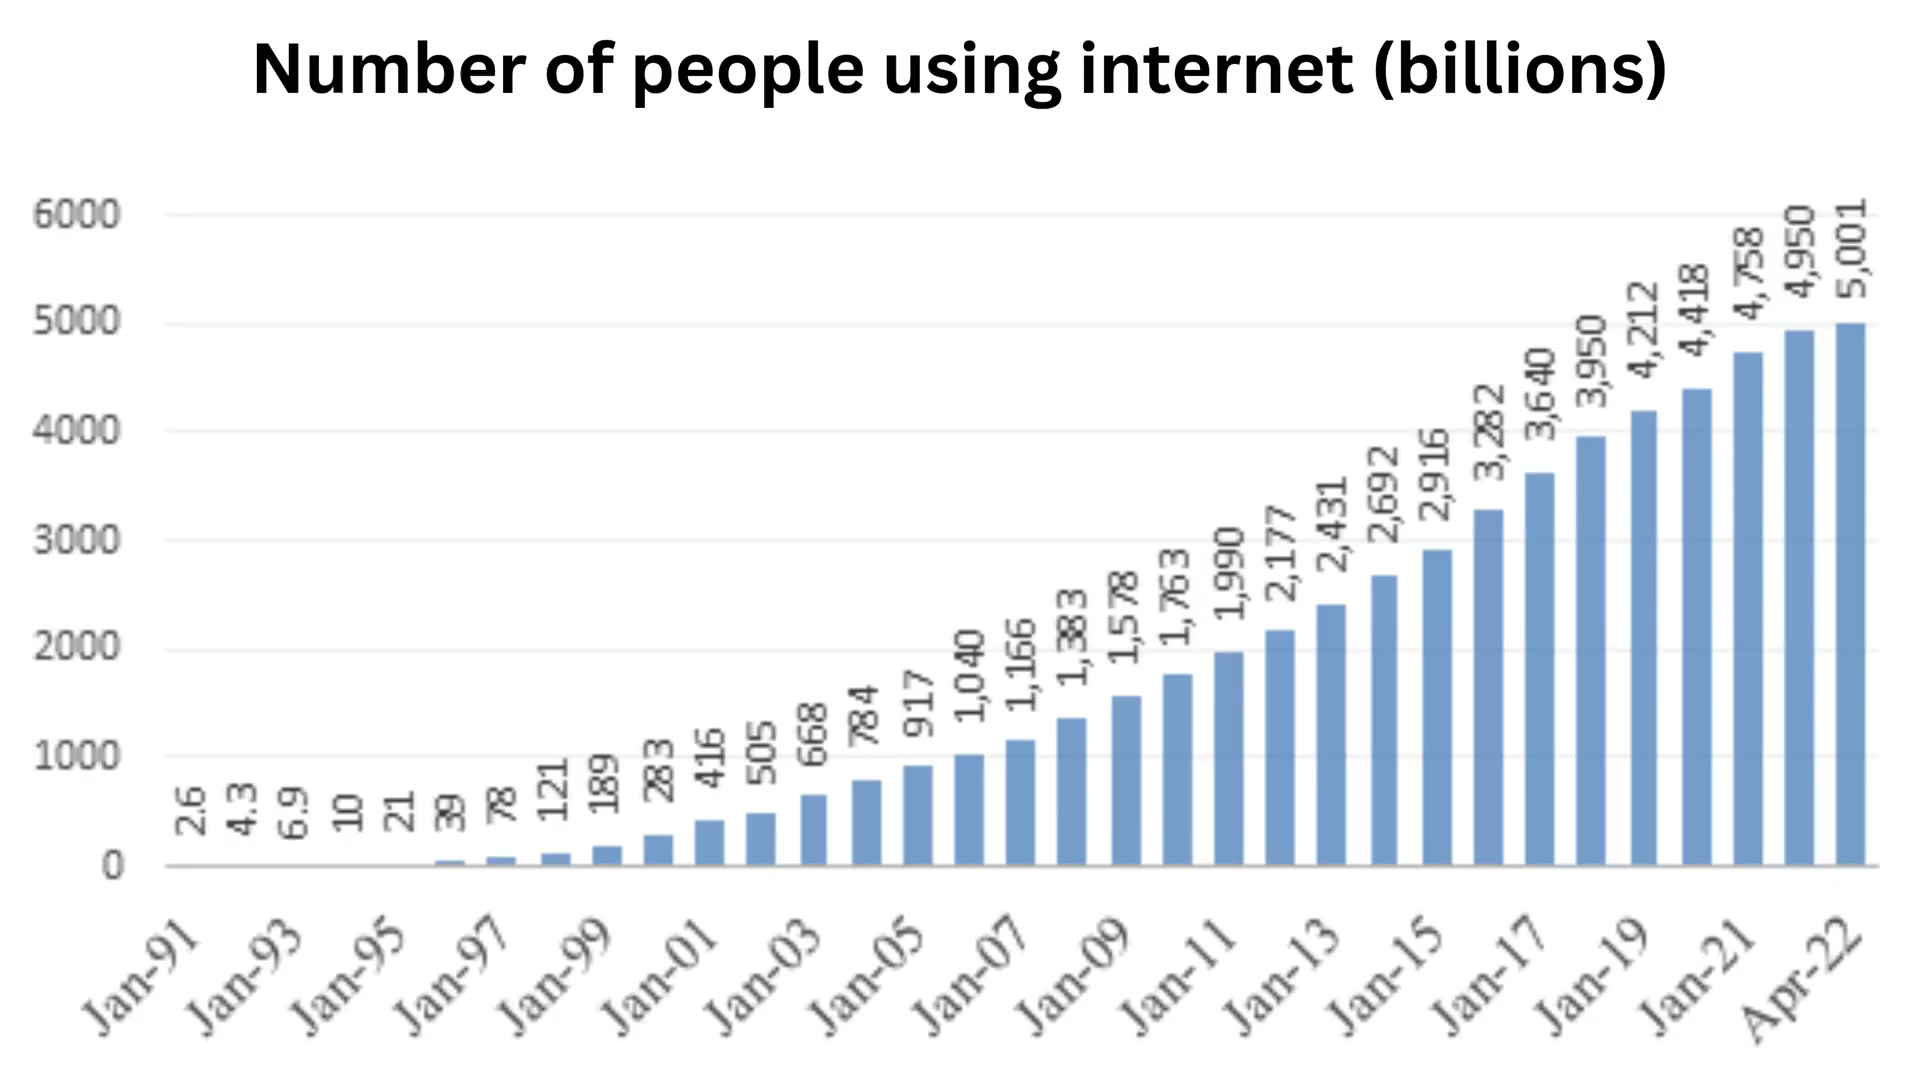 Number of people using internet (billions)
6000
5000
4000
3000
2000
1000
0
2.6
4.3
6.9
10
21
39
78
121
189
283
416
505
668
784
917
1,040
1,166
1,383
1,578
1,763
1,990
2,177
2,431
2,692
2,916
3,282
3,640
3,950
4,212
4,418
4,758
4,950
5,001
Jan-91
Jan-93
Jan-95
Jan-97
Jan-99
Jan-01
Jan-03
Jan-05
Jan-07
Jan-09
Jan-11
Jan-13
Jan-15
Jan-17
Jan-19
Jan-21
Apr-22